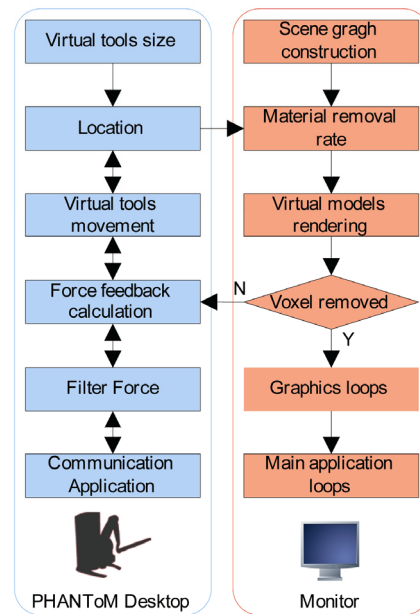 Virtual tools size
Location
Virtual tools
movement
Force feedback
calculation
Filter Force
Communication
Application
PHANToM Desktop
Scene gragh
construction
Material removal
rate
Virtual models
rendering
Voxel removed
N
Y
Graphics loops
Main application
loops
Monitor